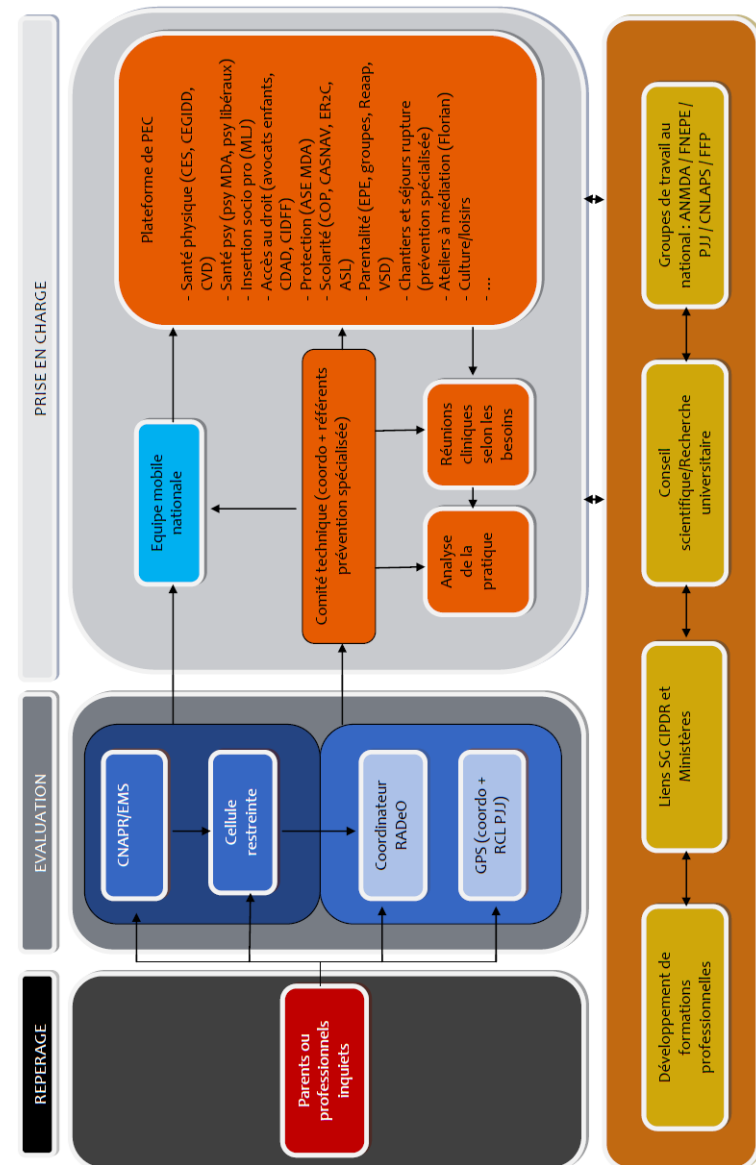 REPERAGE
EVALUATION
PRISE EN CHARGE
Parents ou
professionnels
inquiets
CNAPR/EMS
Cellule
restreinte
Coordinateur
RADeO
GPS (coordo +
RCL PJJ)
Equipe mobile
nationale
Comité technique (coordo + référents
prévention spécialisée)
Analyse
de la
pratique
Réunions
cliniques
selon les
besoins
Plateforme de PEC
- Santé physique (CES, CEGIDD,
CVD)
- Santé psy (psy MDA, psy libéraux)
- Insertion socio pro (MLJ)
- Accès au droit (avocats enfants,
CDAD, CIDFF)
- Protection (ASE MDA)
- Scolarité (COP, CASNAV, ER2C,
ASL)
- Parentalité (EPE, groupes, Reaap,
VSD)
- Chantiers et séjours rupture
(prévention spécialisée)
- Ateliers à médiation (Florian)
- Culture/loisirs
- ...
Développement de
formations
professionnelles
Liens SG CIPDR et
Ministères
Conseil
scientifique/Recherche
universitaire
Groupes de travail au
national : ANMDA / FNEPE /
PJJ / CNLAPS / FFP